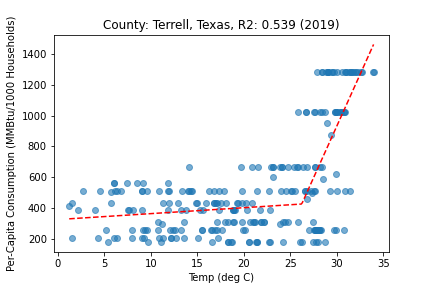 County: Terrell, Texas, R2: 0.539 (2019)
Per-Capita Consumption (MMBtu/1000 Households)
1400
1200
1000
800
600
400
200
0 5 10 15 20 25 30 35
Temp (deg C)